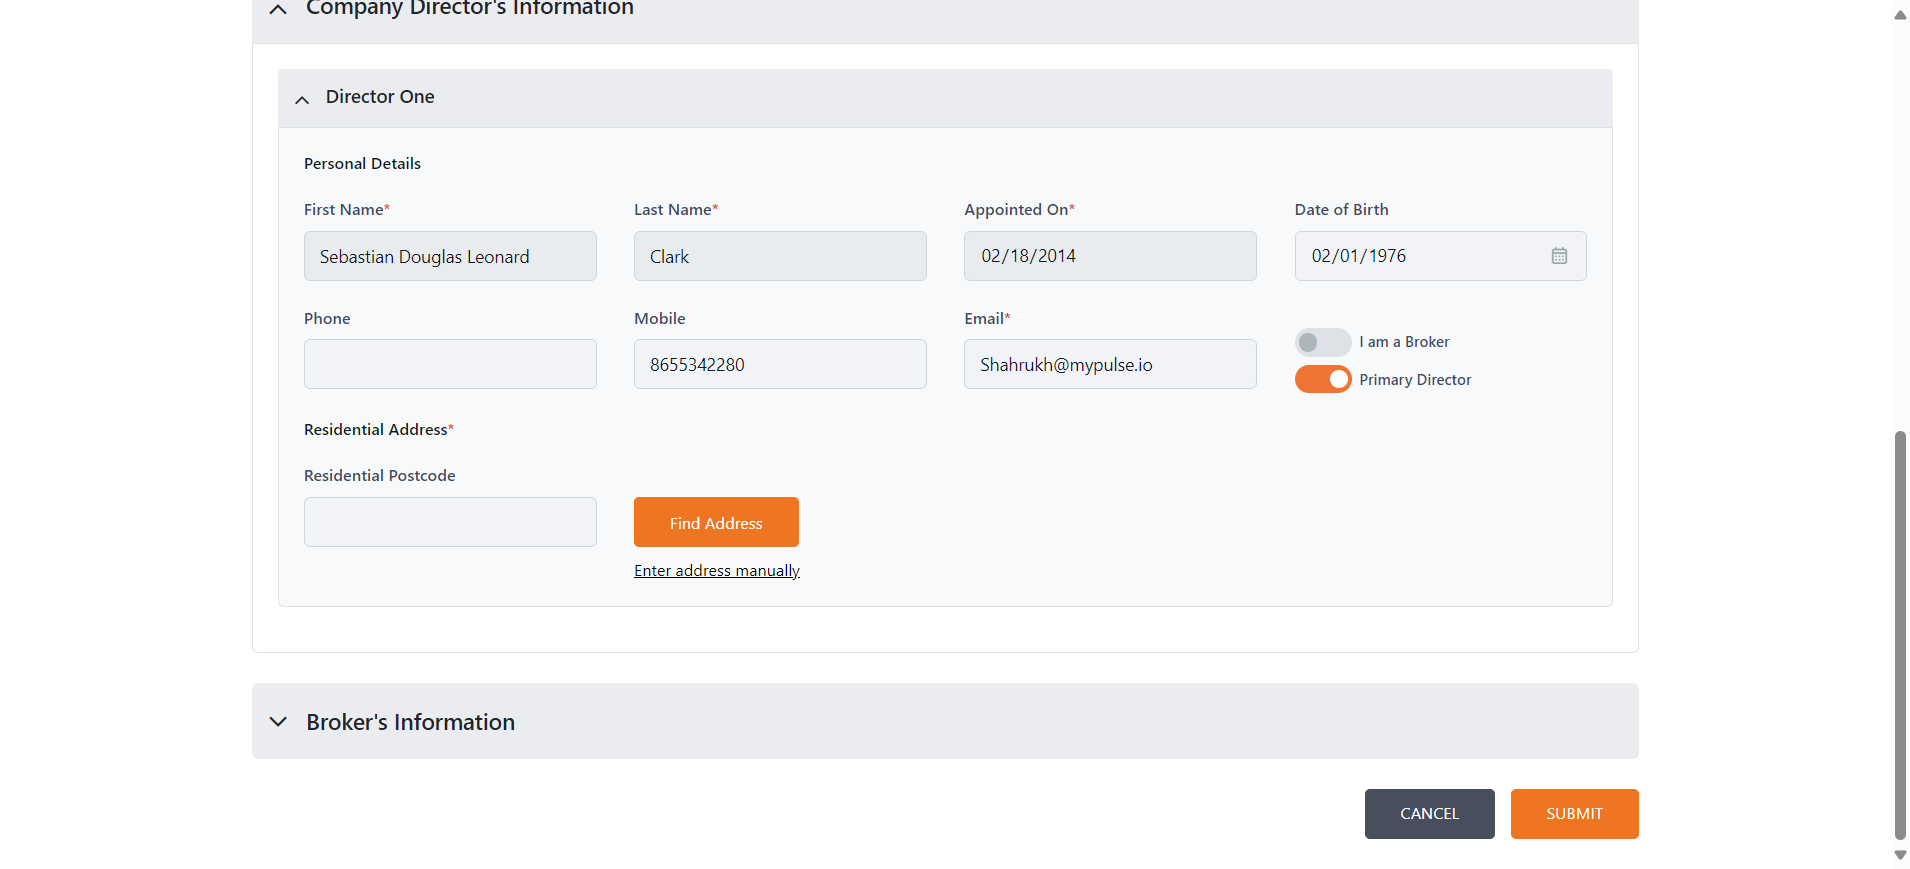 Company Director's Information
Director One
Personal Details
First Name* Last Name* Appointed On* Date of Birth
Sebastian Douglas Leonard Clark 02/18/2014 02/01/1976
Phone Mobile Email*
I am a Broker
8655342280 Shahrukh@mypulse.io
Primary Director
Residential Address*
Residential Postcode
Find Address
Enter address manually
Broker's Information
CANCEL SUBMIT